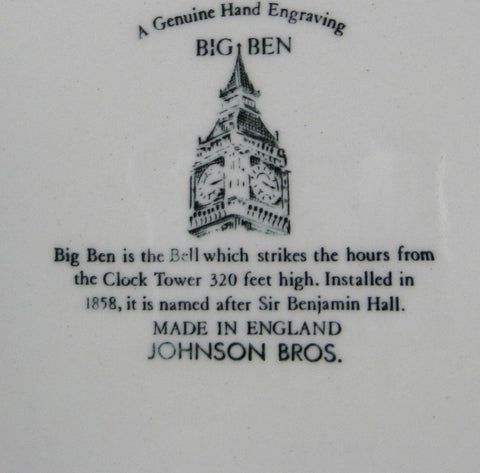 A Genuine Hand Engraving
BIG BEN
Big Ben is the Bell which strikes the hours from
the Clock Tower 320 feet high. Installed in
1858, it is named after Sir Benjamin Hall.
MADE IN ENGLAND
JOHNSON BROS.